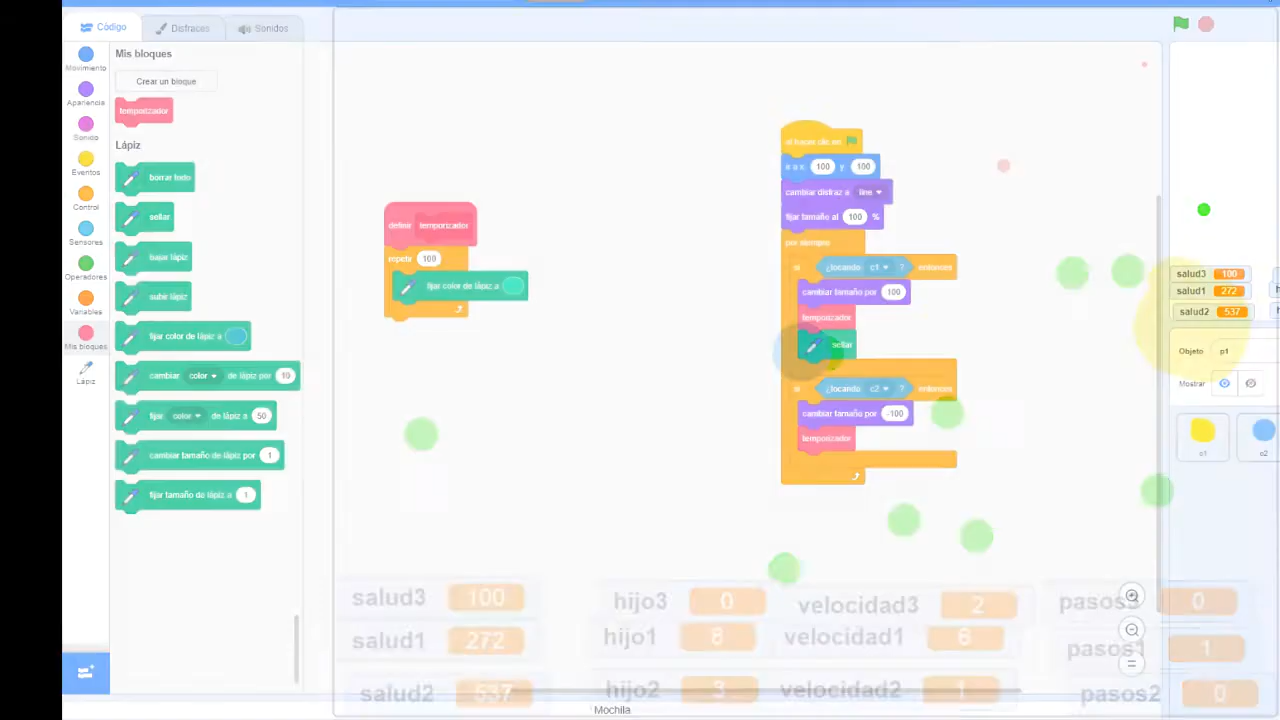 Código
Disfraces
Sonidos
Movimiento
Apariencia
Sonido
Eventos
Control
Sensores
Operadores
Variables
Mis bloques
Lápiz
Mis bloques
Crear un bloque
temporizador
Lápiz
borrar todo
sellar
bajar lápiz
subir lápiz
fijar color de lápiz a
cambiar color de lápiz por 10
fijar color de lápiz a 50
cambiar tamaño de lápiz por 1
fijar tamaño de lápiz a 1
definir temporizador
repetir 100
fijar color de lápiz a
al hacer clic en
ir a x: 100 y: 100
cambiar disfraz a line
fijar tamaño al 100 %
por siempre
si ¿tocando c1 ? entonces
cambiar tamaño por 100
temporizador
sellar
si ¿tocando c2 ? entonces
cambiar tamaño por -100
temporizador
salud3 100
salud1 272
salud2 537
Objeto p1
Mostrar
c1
c2
salud3 100 hijo3 0 velocidad3 2 pasos3 0
salud1 272 hijo1 8 velocidad1 6 pasos1 1
salud2 537 hijo2 3 velocidad2 1 pasos2 0
Mochila